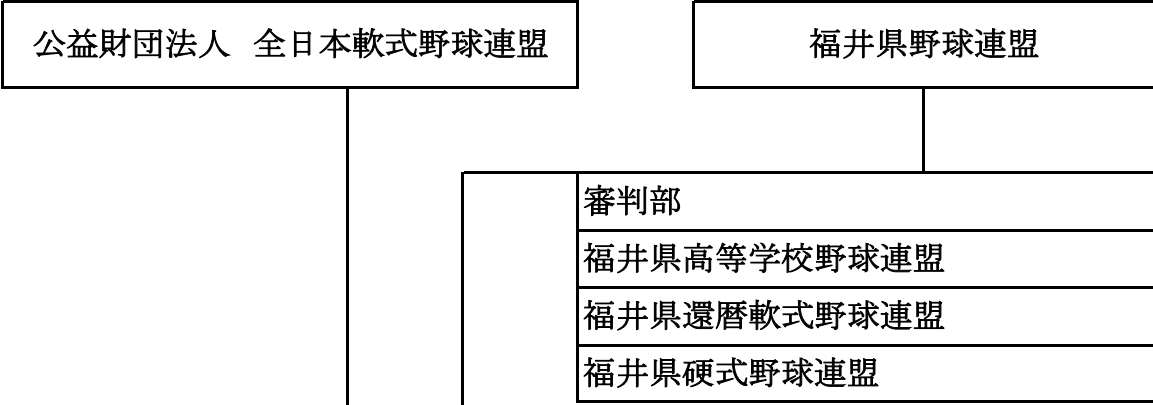 公益財団法人　全日本軟式野球連盟
福井県野球連盟
審判部
福井県高等学校野球連盟
福井県還暦軟式野球連盟
福井県硬式野球連盟